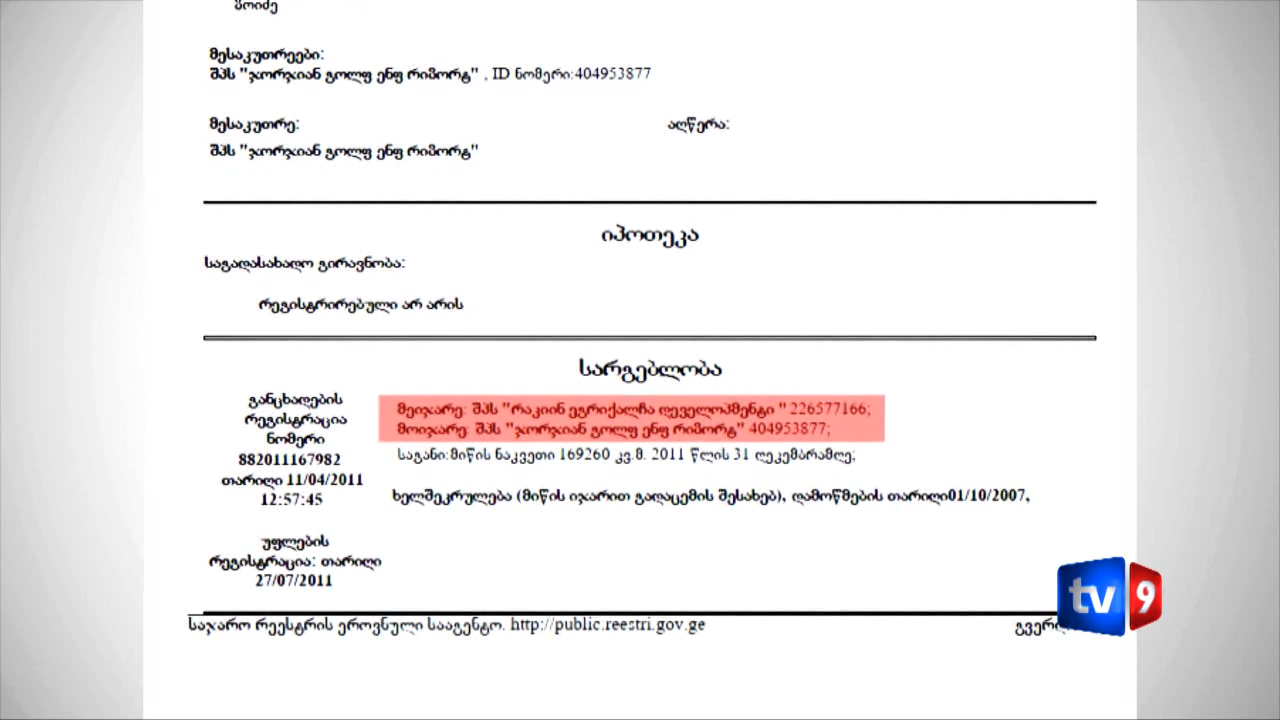 მესაკუთრეები:
შპს "ჯორჯიან გოლფ ენდ რიზორტ" , ID ნომერი:404953877
მესაკუთრე:
აღწერა:
შპს "ჯორჯიან გოლფ ენდ რიზორტ"
იპოთეკა
საგადასახადო გირავნობა:
რეგისტრირებული არ არის
სარგებლობა
განცხადების
რეგისტრაცია
ნომერი
882011167982
თარიღი 11/04/2011
12:57:45
მეიჯარე: შპს "რაკიინ ეგრიქალჩა დეველოპმენტი " 226577166;
მოიჯარე: შპს "ჯორჯიან გოლფ ენდ რიზორტ" 404953877;
საგანი:მიწის ნაკვეთი 169260 კვ.მ. 2011 წლის 31 დეკემბრამდე;
ხელშეკრულება (მიწის იჯარით გადაცემის შესახებ), დამოწმების თარიღი01/10/2007,
უფლების
რეგისტრაცია: თარიღი
27/07/2011
საჯარო რეესტრის ეროვნული სააგენტო. http://public.reestri.gov.ge
tv 9